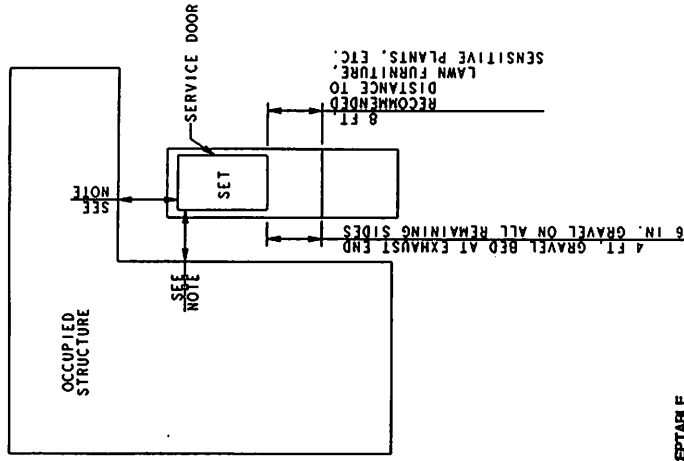 OCCUPIED
STRUCTURE
SEE
NOTE
SEE
NOTE
SET
SERVICE DOOR
8 FT.
RECOMMENDED
DISTANCE TO
LAWN FURNITURE,
SENSITIVE PLANTS, ETC.
4 FT. GRAVEL BED AT EXHAUST END
6 IN. GRAVEL ON ALL REMAINING SIDES